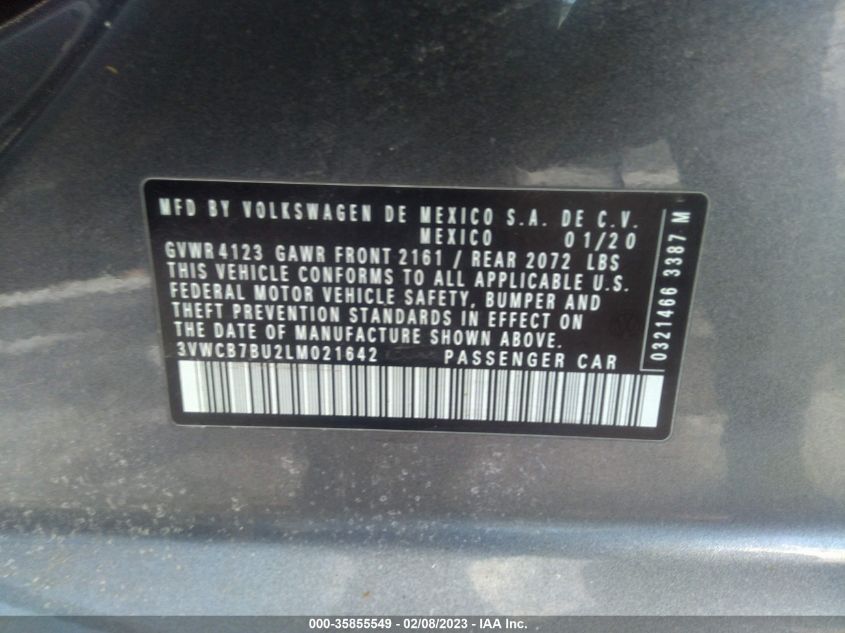 MFD BY VOLKSWAGEN DE MEXICO S.A. DE C.V.
MEXICO 01/20
GVWR 4123 GAWR FRONT 2161 / REAR 2072 LBS
THIS VEHICLE CONFORMS TO ALL APPLICABLE U.S.
FEDERAL MOTOR VEHICLE SAFETY, BUMPER AND
THEFT PREVENTION STANDARDS IN EFFECT ON
THE DATE OF MANUFACTURE SHOWN ABOVE.
3VWCB7BU2LM021642 PASSENGER CAR
0321466 3387 M
000-35855549 - 02/08/2023 - IAA Inc.